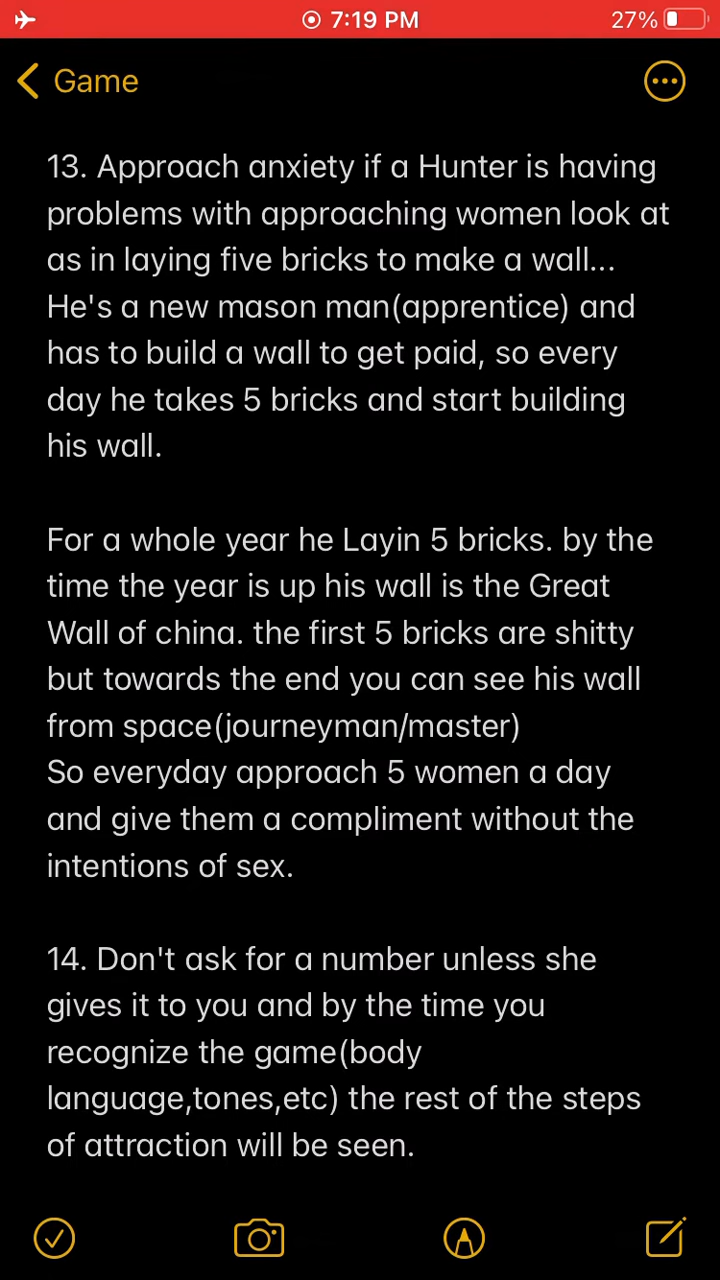 7:19 PM
27%
Game
13. Approach anxiety if a Hunter is having
problems with approaching women look at
as in laying five bricks to make a wall...
He's a new mason man(apprentice) and
has to build a wall to get paid, so every
day he takes 5 bricks and start building
his wall.
For a whole year he Layin 5 bricks. by the
time the year is up his wall is the Great
Wall of china. the first 5 bricks are shitty
but towards the end you can see his wall
from space(journeyman/master)
So everyday approach 5 women a day
and give them a compliment without the
intentions of sex.
14. Don't ask for a number unless she
gives it to you and by the time you
recognize the game(body
language,tones,etc) the rest of the steps
of attraction will be seen.